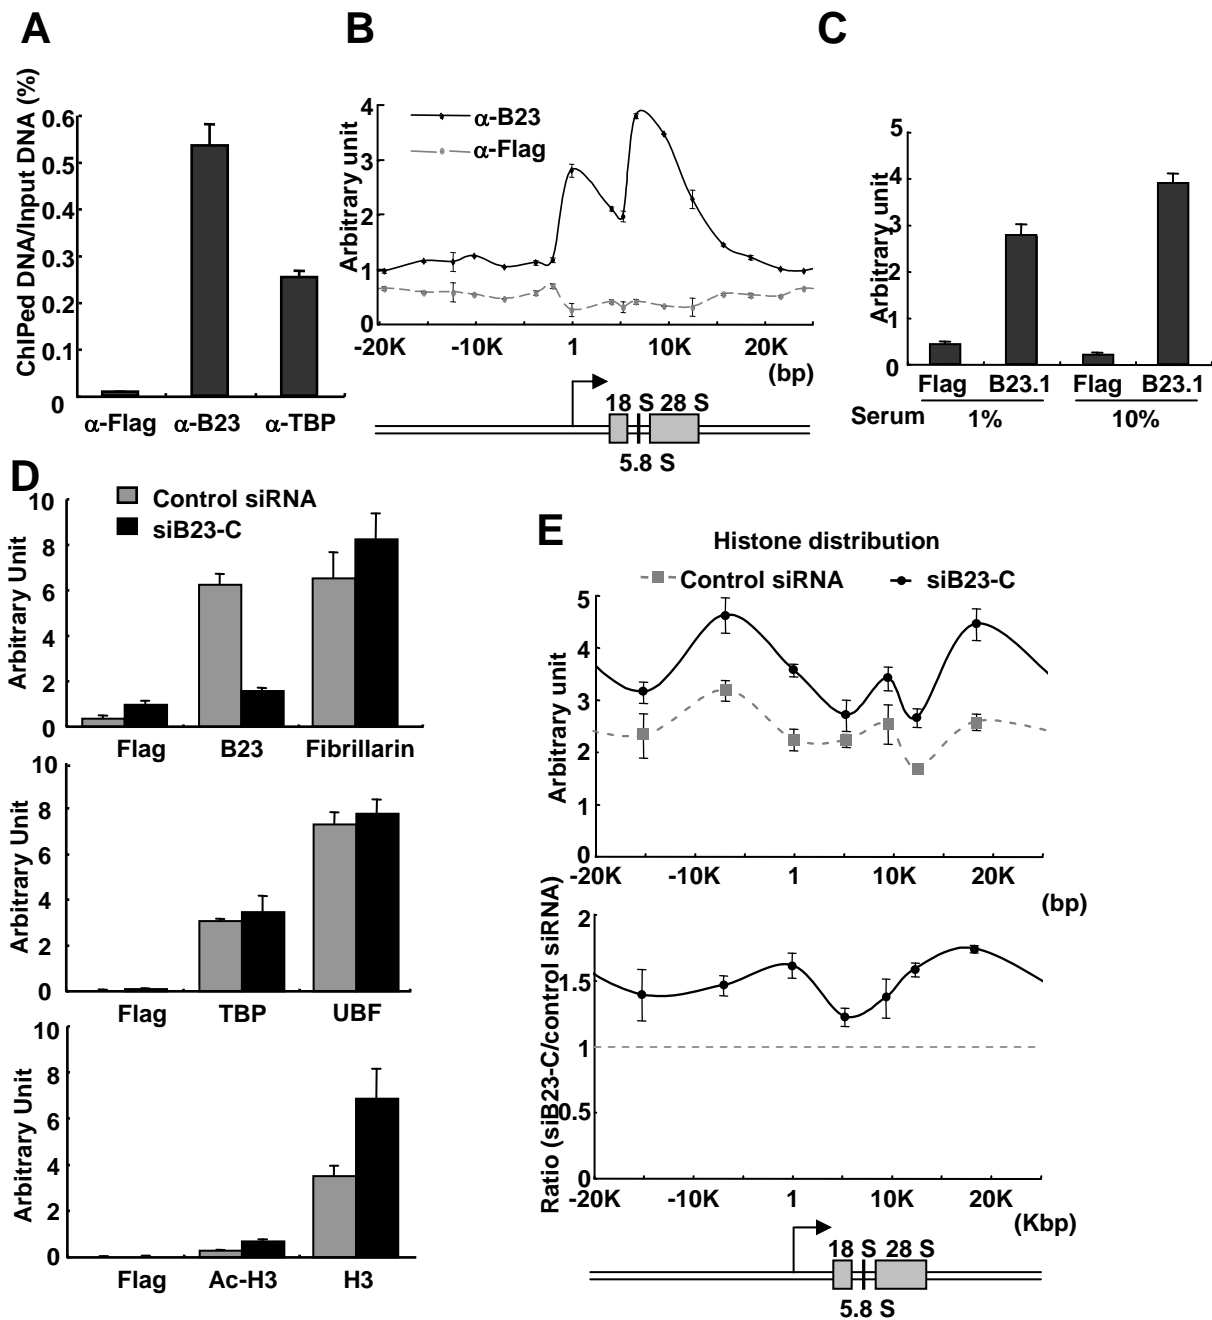 A
ChIPed DNA/Input DNA (%)
0.6
0.5
0.4
0.3
0.2
0.1
0
α-Flag α-B23 α-TBP
B
Arbitrary unit
α-B23
α-Flag
4
3
2
1
0
-20K -10K 1 10K 20K
(bp)
18 S 28 S
5.8 S
C
Arbitrary unit
5
4
3
2
1
0
Flag B23.1 Flag B23.1
Serum 1% 10%
D
Control siRNA
siB23-C
Arbitrary Unit
10
8
6
4
2
0
Flag B23 Fibrillarin
Arbitrary Unit
10
8
6
4
2
0
Flag TBP UBF
Arbitrary Unit
10
8
6
4
2
0
Flag Ac-H3 H3
E
Histone distribution
Control siRNA siB23-C
Arbitrary unit
5
4
3
2
1
0
-20K -10K 1 10K 20K
(bp)
Ratio (siB23-C/control siRNA)
2
1.5
1
0.5
0
-20K -10K 1 10K 20K
(Kbp)
18 S 28 S
5.8 S